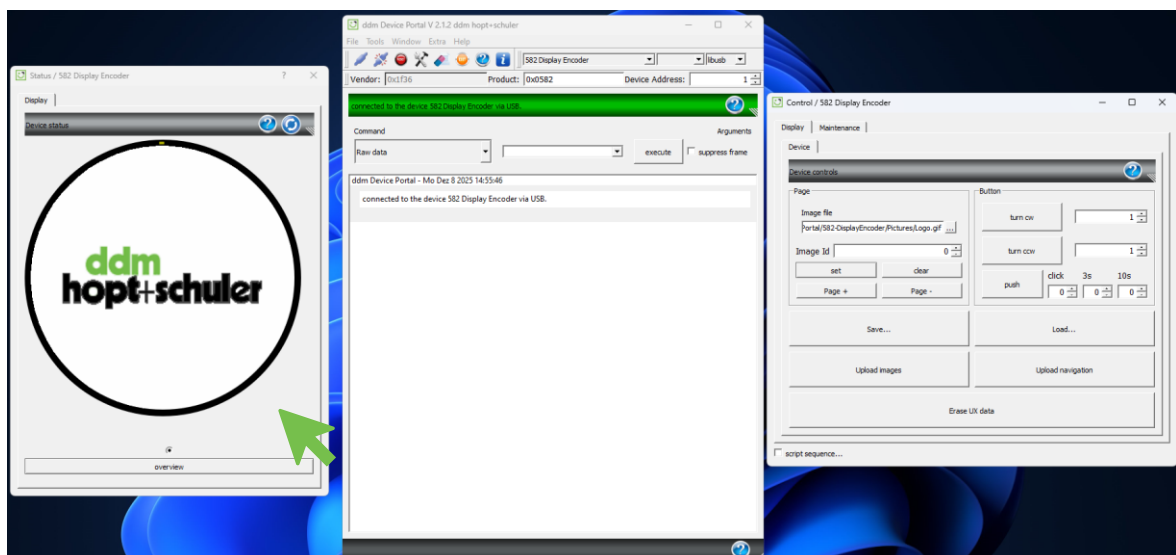 Status / 582 Display Encoder
?
Display
Device status
ddm
hopt+schuler
overview
ddm Device Portal V 2.1.2 ddm hopt+schuler
File Tools Window Extra Help
582 Display Encoder
libusb
Vendor: 0x1f36 Product: 0x0582 Device Address: 1
connected to the device 582 Display Encoder via USB.
Command Arguments
Raw data execute suppress frame
ddm Device Portal - Mo Dez 8 2025 14:55:46
connected to the device 582 Display Encoder via USB.
Control / 582 Display Encoder
Display Maintenance
Device
Device controls
Page
Image file
Portal/582-DisplayEncoder/Pictures/Logo.gif ...
Image Id 0
set clear
Page + Page -
Button
turn cw 1
turn ccw 1
push click 3s 10s
0 0 0
Save... Load...
Upload images Upload navigation
Erase UX data
script sequence...